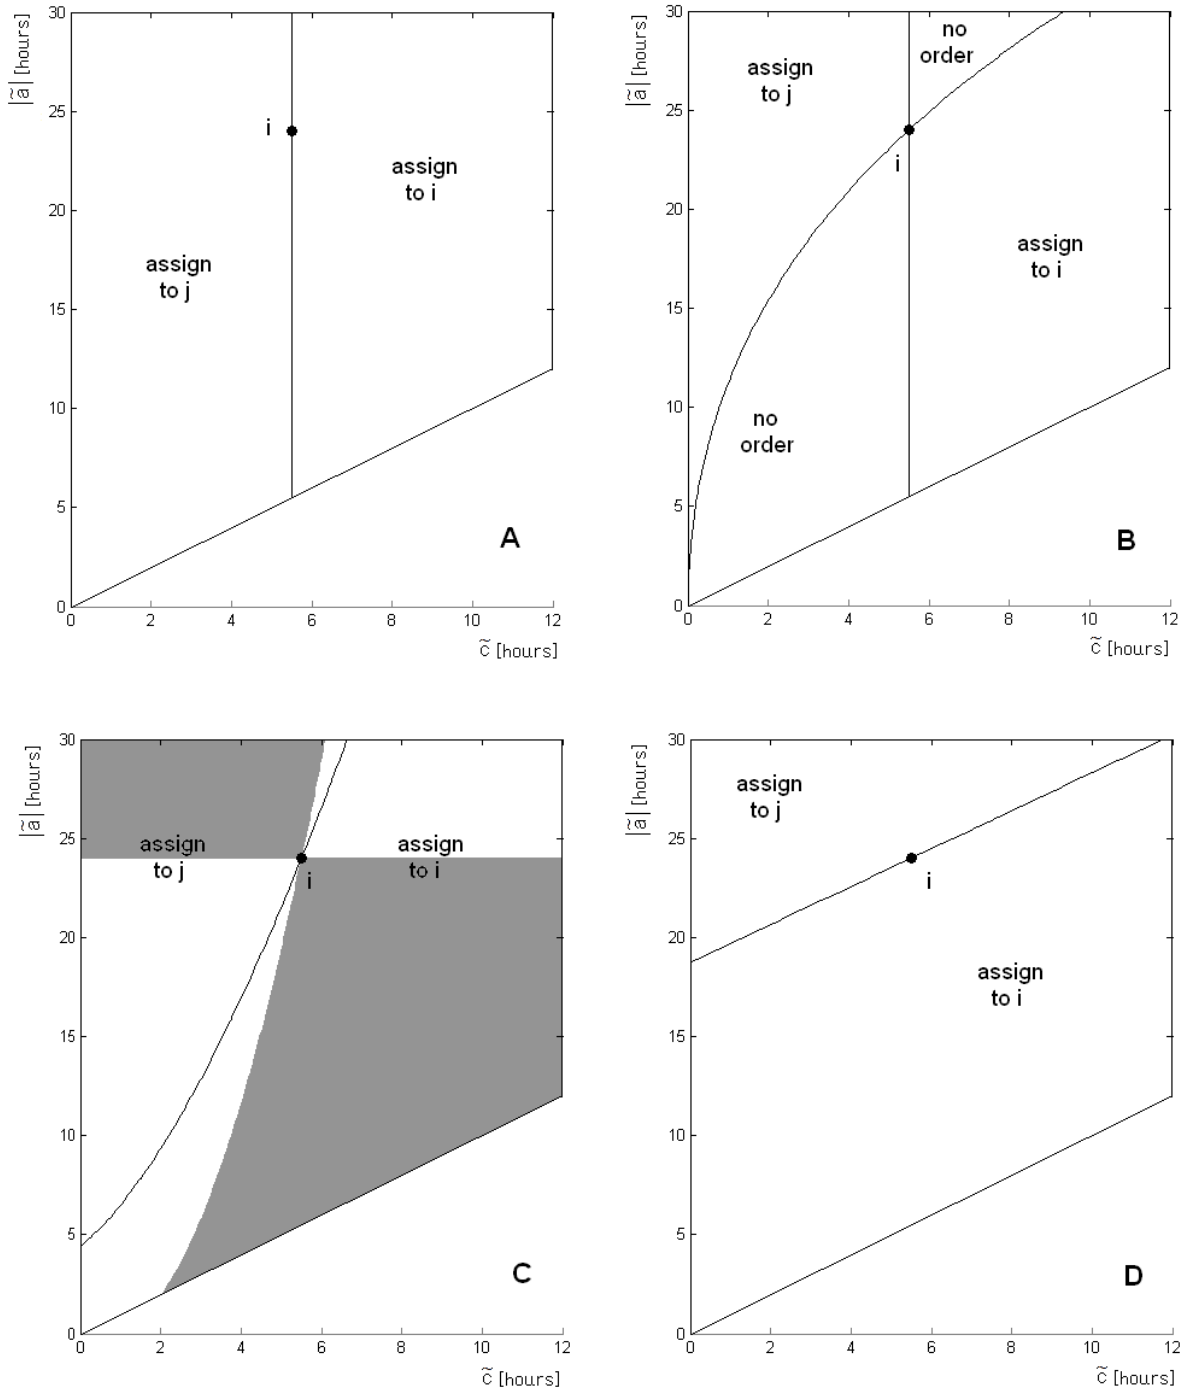 30
25
20
15
10
5
0
|ã| [hours]
i
assign
to i
assign
to j
A
0 2 4 6 8 10 12
c̃ [hours]
30
25
20
15
10
5
0
|ã| [hours]
assign
to j
no
order
i
assign
to i
no
order
B
0 2 4 6 8 10 12
c̃ [hours]
30
25
20
15
10
5
0
|ã| [hours]
assign
to j
assign
to i
i
C
0 2 4 6 8 10 12
c̃ [hours]
30
25
20
15
10
5
0
|ã| [hours]
assign
to j
i
assign
to i
D
0 2 4 6 8 10 12
c̃ [hours]